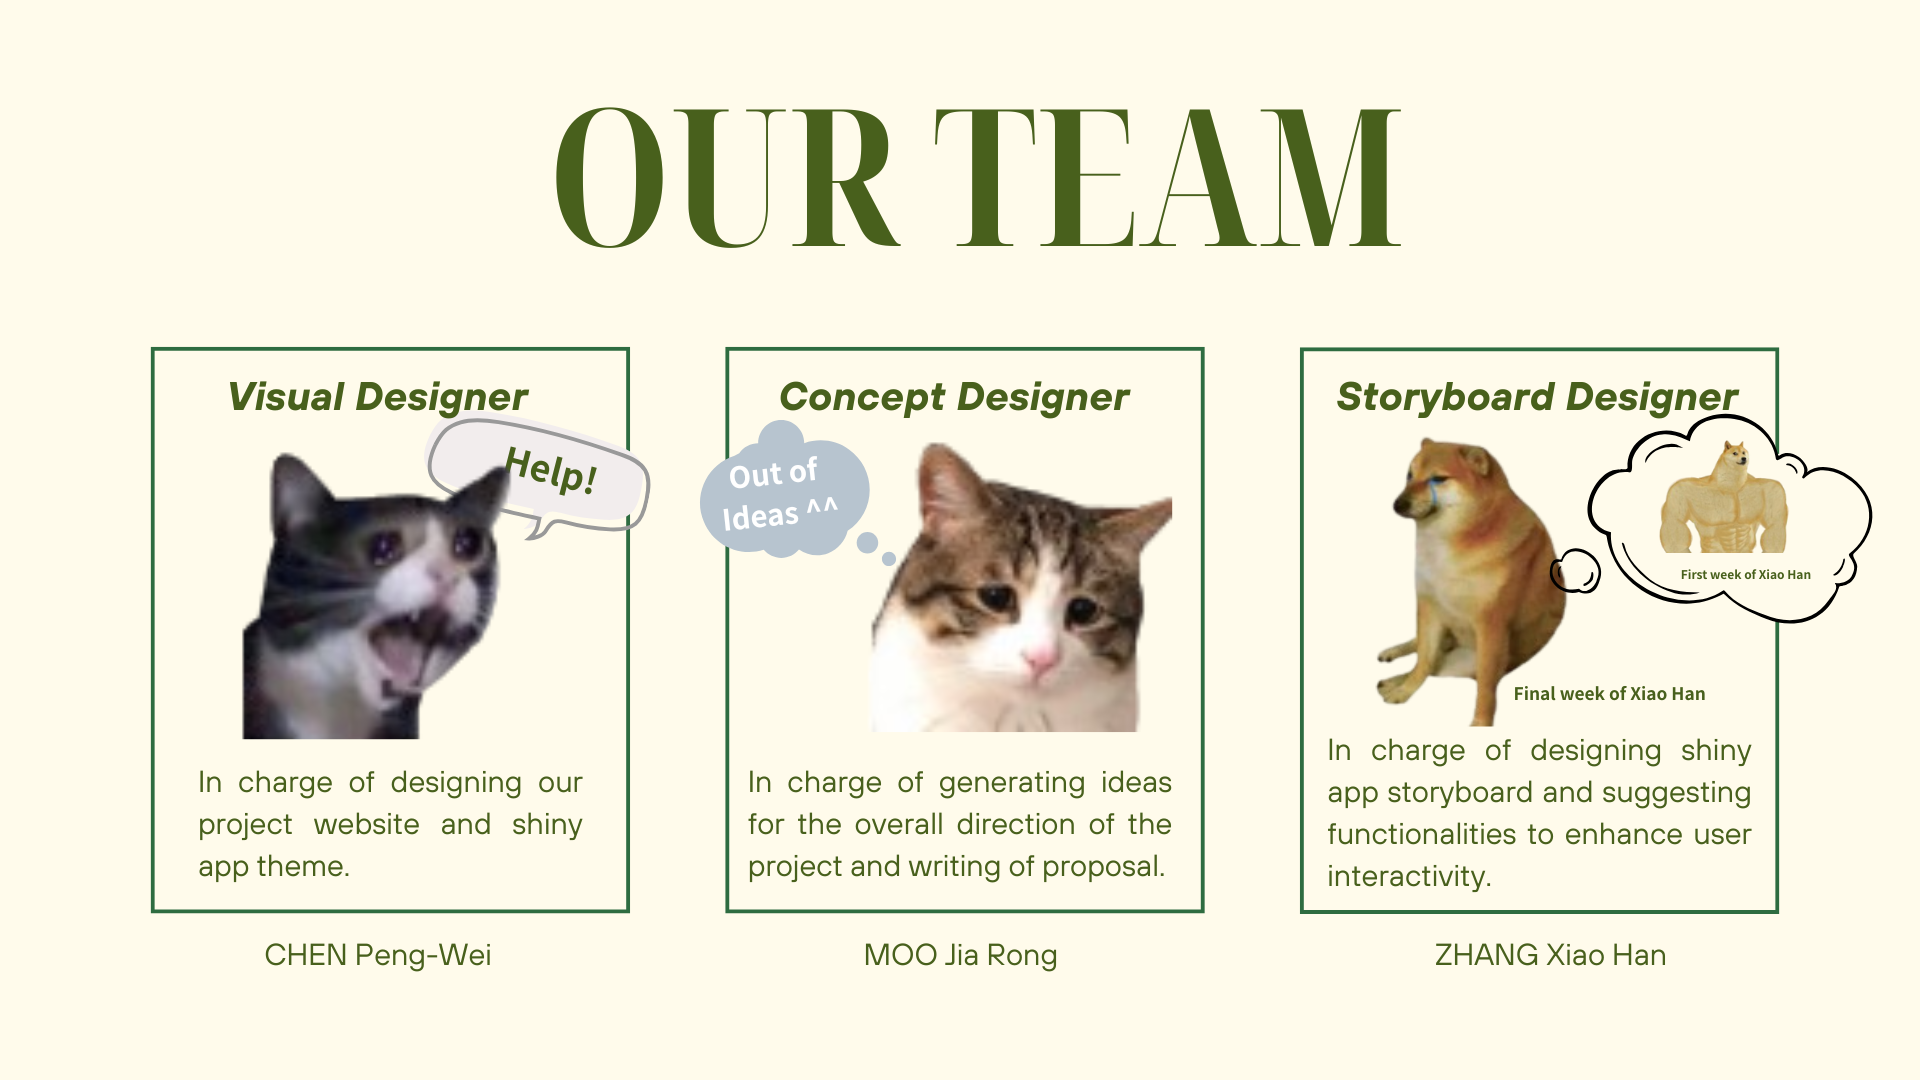 OUR TEAM
Visual Designer
Help!
In charge of designing our
project website and shiny
app theme.
CHEN Peng-Wei
Concept Designer
Out of
Ideas ^^
In charge of generating ideas
for the overall direction of the
project and writing of proposal.
MOO Jia Rong
Storyboard Designer
First week of Xiao Han
Final week of Xiao Han
In charge of designing shiny
app storyboard and suggesting
functionalities to enhance user
interactivity.
ZHANG Xiao Han